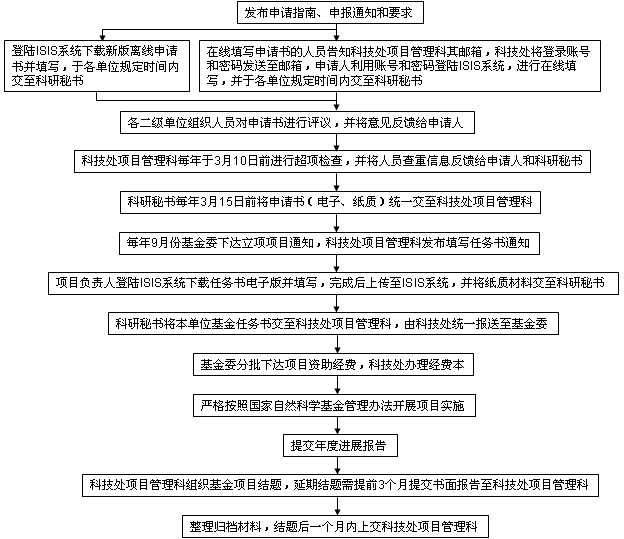 发布申请指南、申报通知和要求
登陆ISIS系统下载新版离线申请
书并填写，于各单位规定时间内
交至科研秘书
在线填写申请书的人员告知科技处项目管理科其邮箱，科技处将登录账号
和密码发送至邮箱，申请人利用账号和密码登陆ISIS系统，进行在线填
写，并于各单位规定时间内交至科研秘书
各二级单位组织人员对申请书进行评议，并将意见反馈给申请人
科技处项目管理科每年于3月10日前进行超项检查，并将人员查重信息反馈给申请人和科研秘书
科研秘书每年3月15日前将申请书（电子、纸质）统一交至科技处项目管理科
每年9月份基金委下达立项项目通知，科技处项目管理科发布填写任务书通知
项目负责人登陆ISIS系统下载任务书电子版并填写，完成后上传至ISIS系统，并将纸质材料交至科研秘书
科研秘书将本单位基金任务书交至科技处项目管理科，由科技处统一报送至基金委
基金委分批下达项目资助经费，科技处办理经费本
严格按照国家自然科学基金管理办法开展项目实施
提交年度进展报告
科技处项目管理科组织基金项目结题，延期结题需提前3个月提交书面报告至科技处项目管理科
整理归档材料，结题后一个月内上交科技处项目管理科